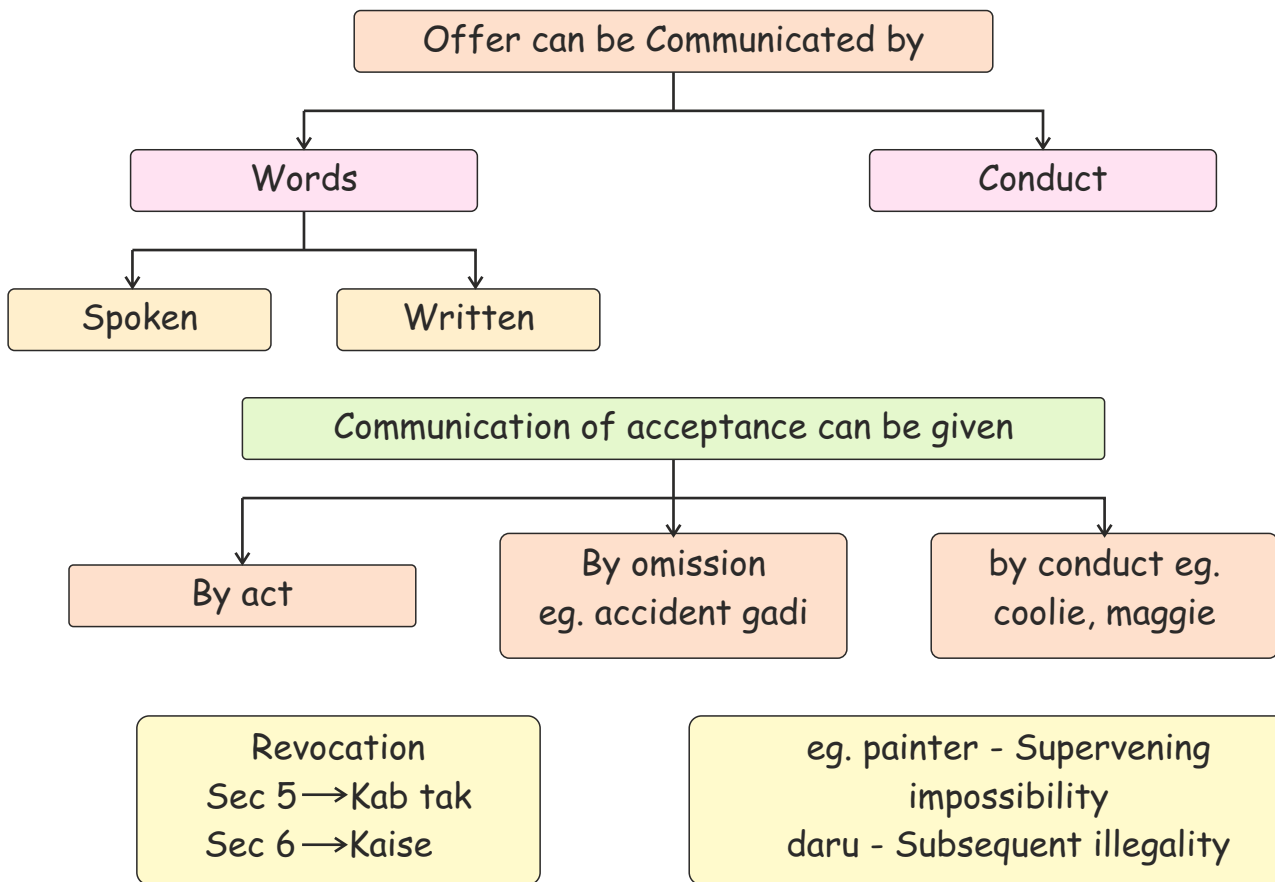 Offer can be Communicated by
Words
Conduct
Spoken
Written
Communication of acceptance can be given
By act
By omission
eg. accident gadi
by conduct eg.
coolie, maggie
Revocation
Sec 5→Kab tak
Sec 6→Kaise
eg. painter - Supervening
impossibility
daru - Subsequent illegality